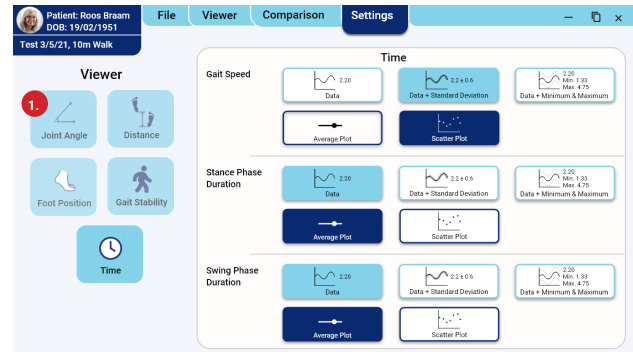 Patient: Roos Braam
DOB: 19/02/1951
Test 3/5/21, 10m Walk
File
Viewer
Comparison
Settings
Viewer
1.
Joint Angle
Distance
Foot Position
Gait Stability
Time
Time
Gait Speed
2.20
Data
2.2 ± 0.6
Data + Standard Deviation
2.20
Min. 1.33
Max. 4.75
Data + Minimum & Maximum
Average Plot
Scatter Plot
Stance Phase
Duration
2.20
Data
2.2 ± 0.6
Data + Standard Deviation
2.20
Min. 1.33
Max. 4.75
Data + Minimum & Maximum
Average Plot
Scatter Plot
Swing Phase
Duration
2.20
Data
2.2 ± 0.6
Data + Standard Deviation
2.20
Min. 1.33
Max. 4.75
Data + Minimum & Maximum
Average Plot
Scatter Plot